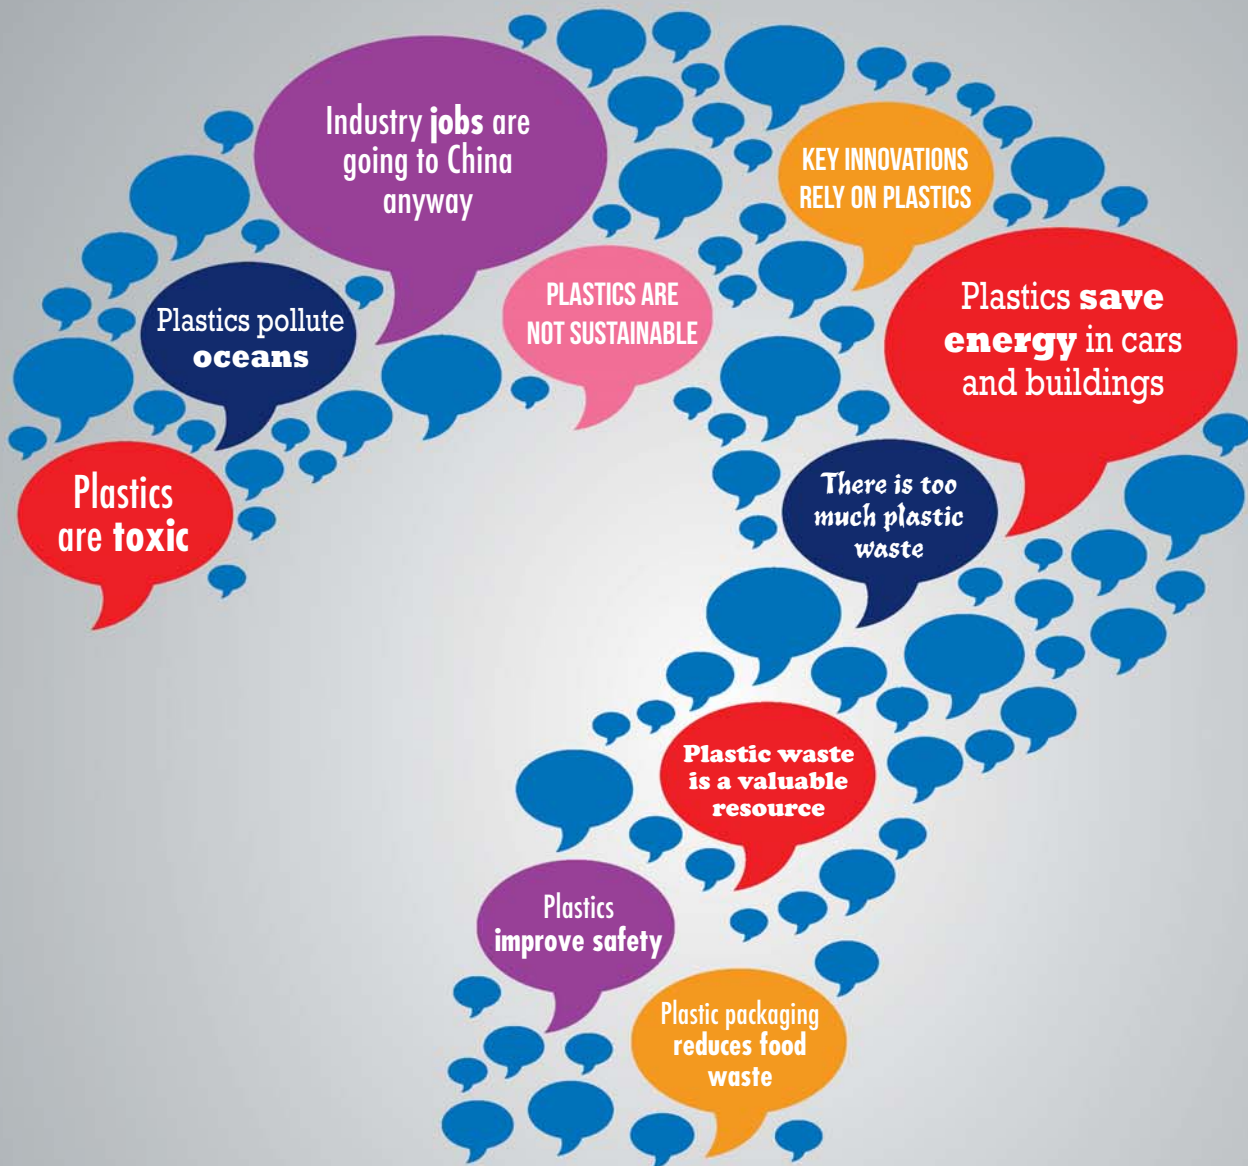 Industry jobs are
going to China
anyway
KEY INNOVATIONS
RELY ON PLASTICS
Plastics pollute
oceans
PLASTICS ARE
NOT SUSTAINABLE
Plastics save
energy in cars
and buildings
Plastics
are toxic
There is too
much plastic
waste
Plastic waste
is a valuable
resource
Plastics
improve safety
Plastic packaging
reduces food
waste